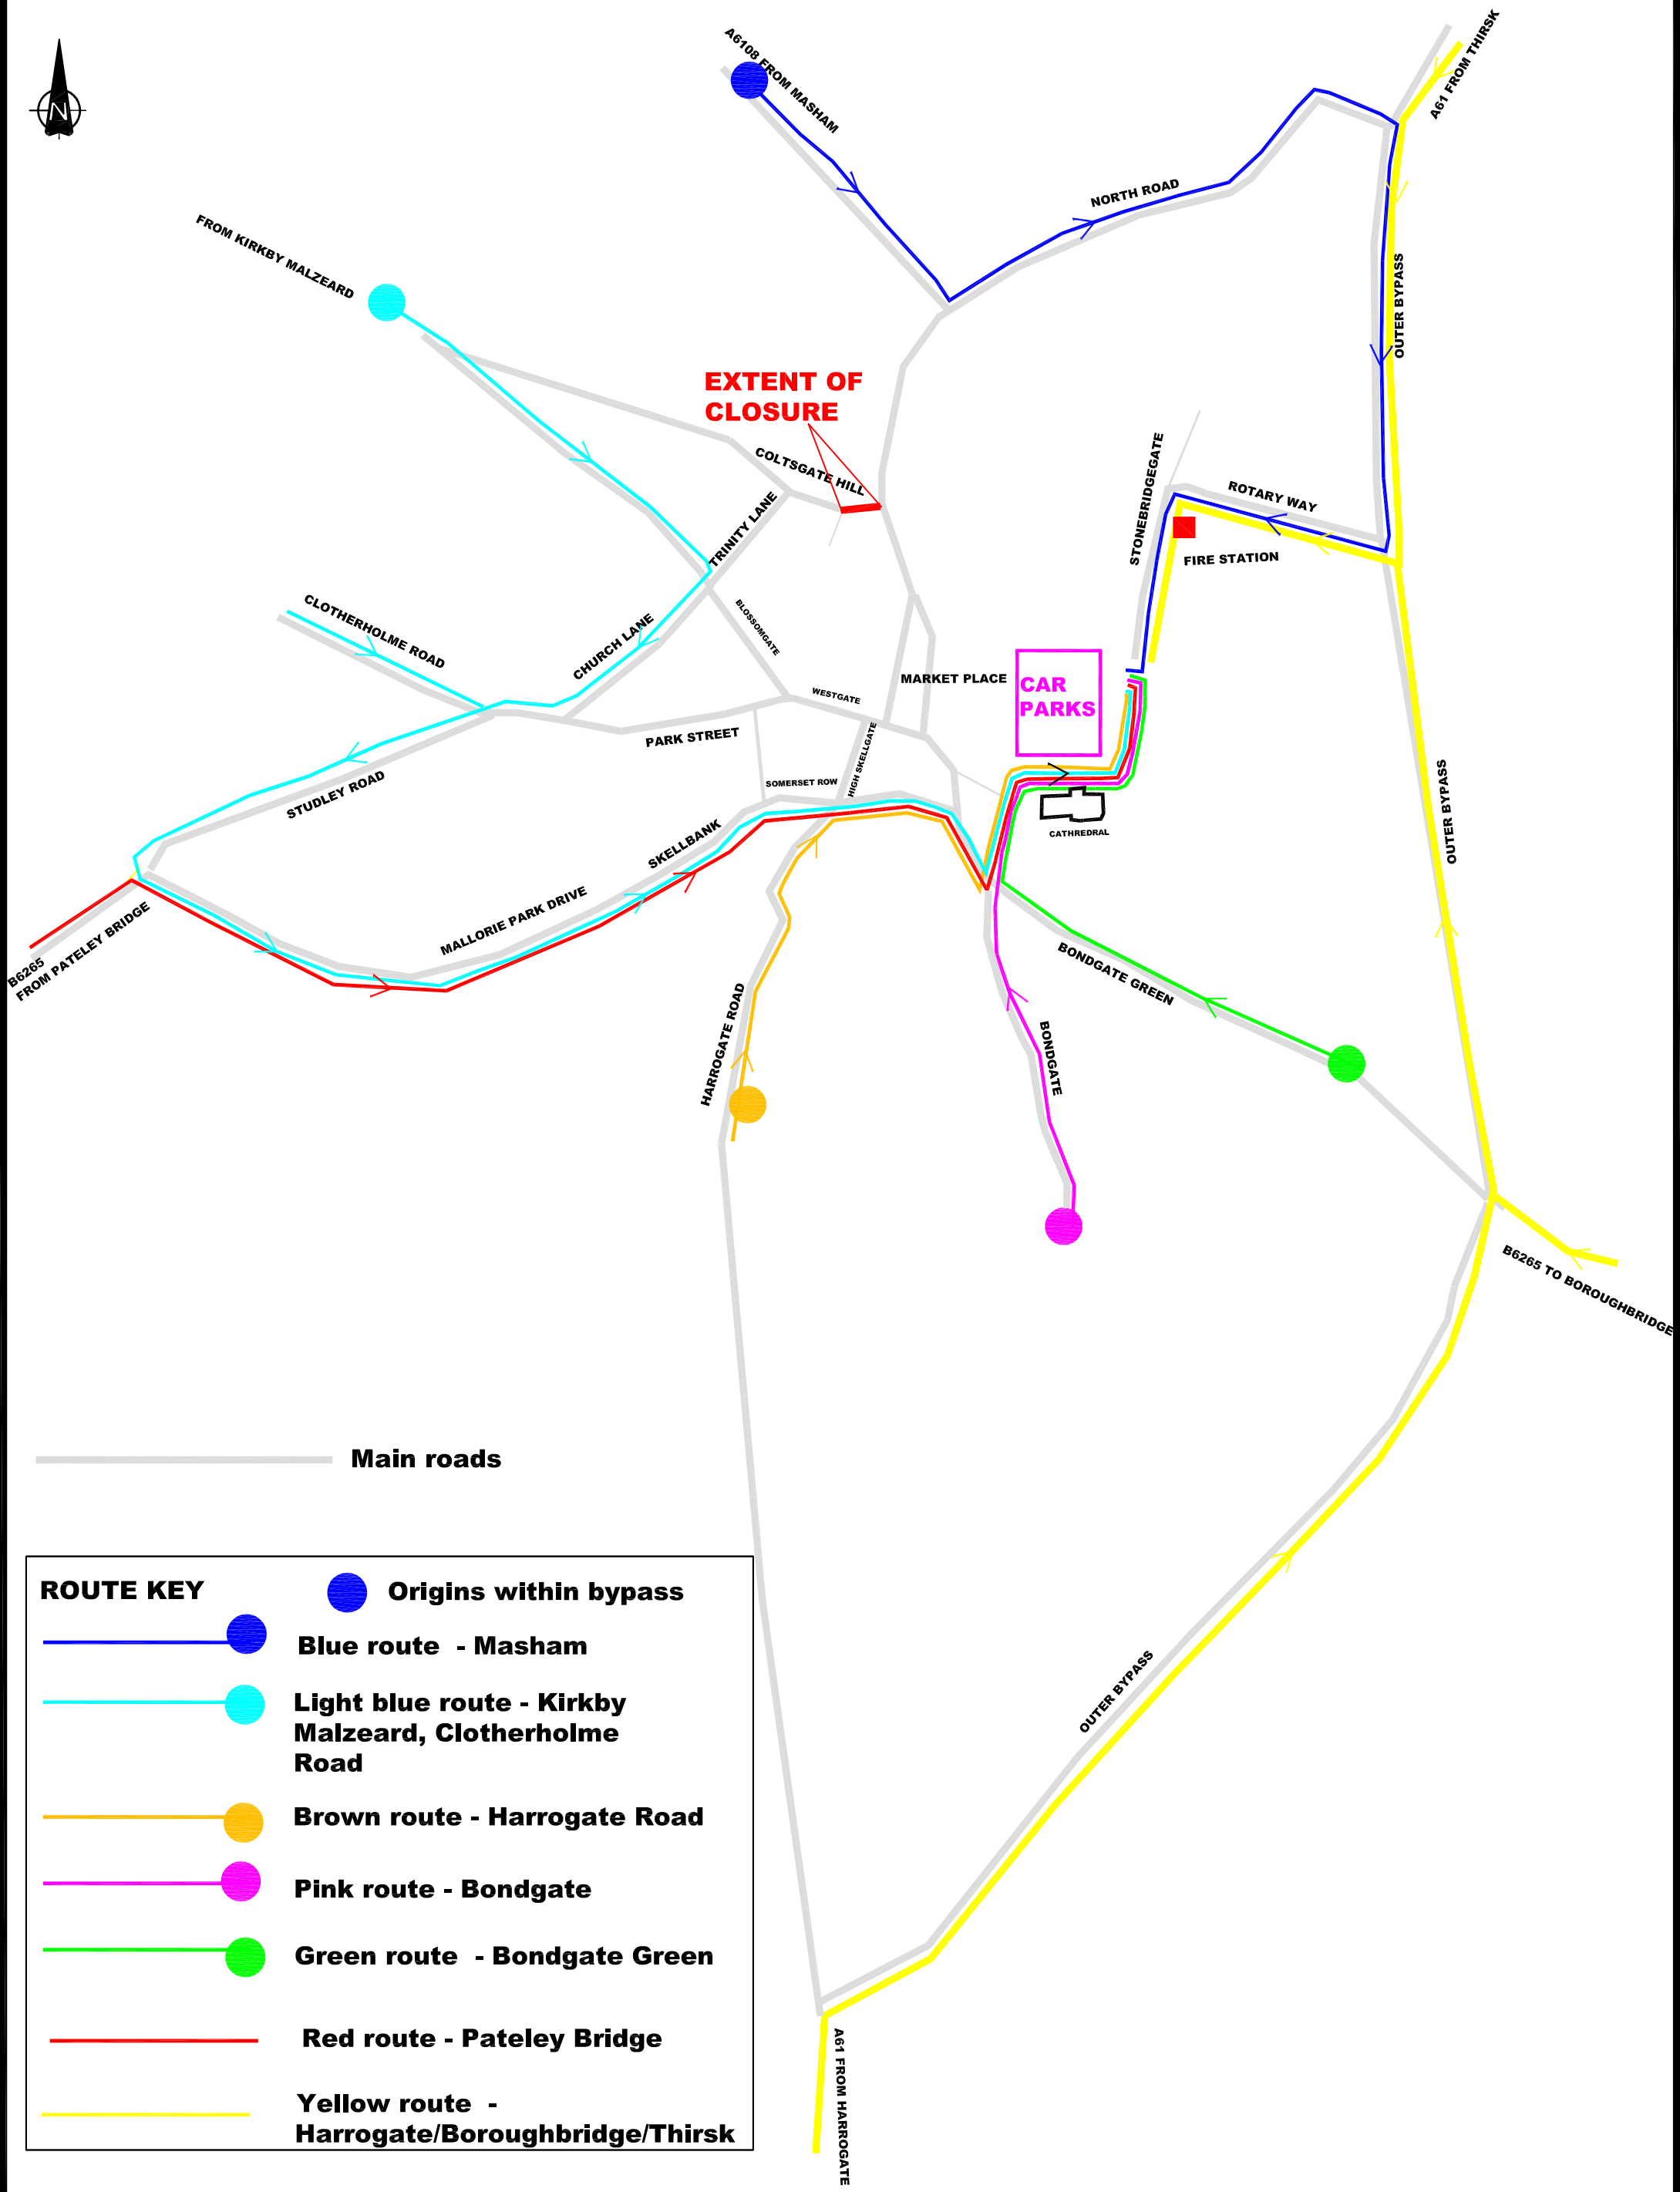 A6108 FROM MASHAM
A61 FROM THIRSK
N
NORTH ROAD
FROM KIRKBY MALZEARD
OUTER BYPASS
EXTENT OF
CLOSURE
COLTSGATE HILL
STONEBRIDGEGATE
ROTARY WAY
TRINITY LANE
FIRE STATION
CLOTHERHOLME ROAD
BLOSSOMGATE
CHURCH LANE
MARKET PLACE
CAR
PARKS
WESTGATE
PARK STREET
HIGH SKELLGATE
SOMERSET ROW
STUDLEY ROAD
OUTER BYPASS
SKELLBANK
CATHREDRAL
MALLORIE PARK DRIVE
B6265
FROM PATELEY BRIDGE
BONDGATE GREEN
HARROGATE ROAD
BONDGATE
B6265 TO BOROUGHBRIDGE
Main roads
OUTER BYPASS
ROUTE KEY
Origins within bypass
Blue route - Masham
Light blue route - Kirkby
Malzeard, Clotherholme
Road
Brown route - Harrogate Road
Pink route - Bondgate
Green route - Bondgate Green
Red route - Pateley Bridge
Yellow route -
Harrogate/Boroughbridge/Thirsk
A61 FROM HARROGATE